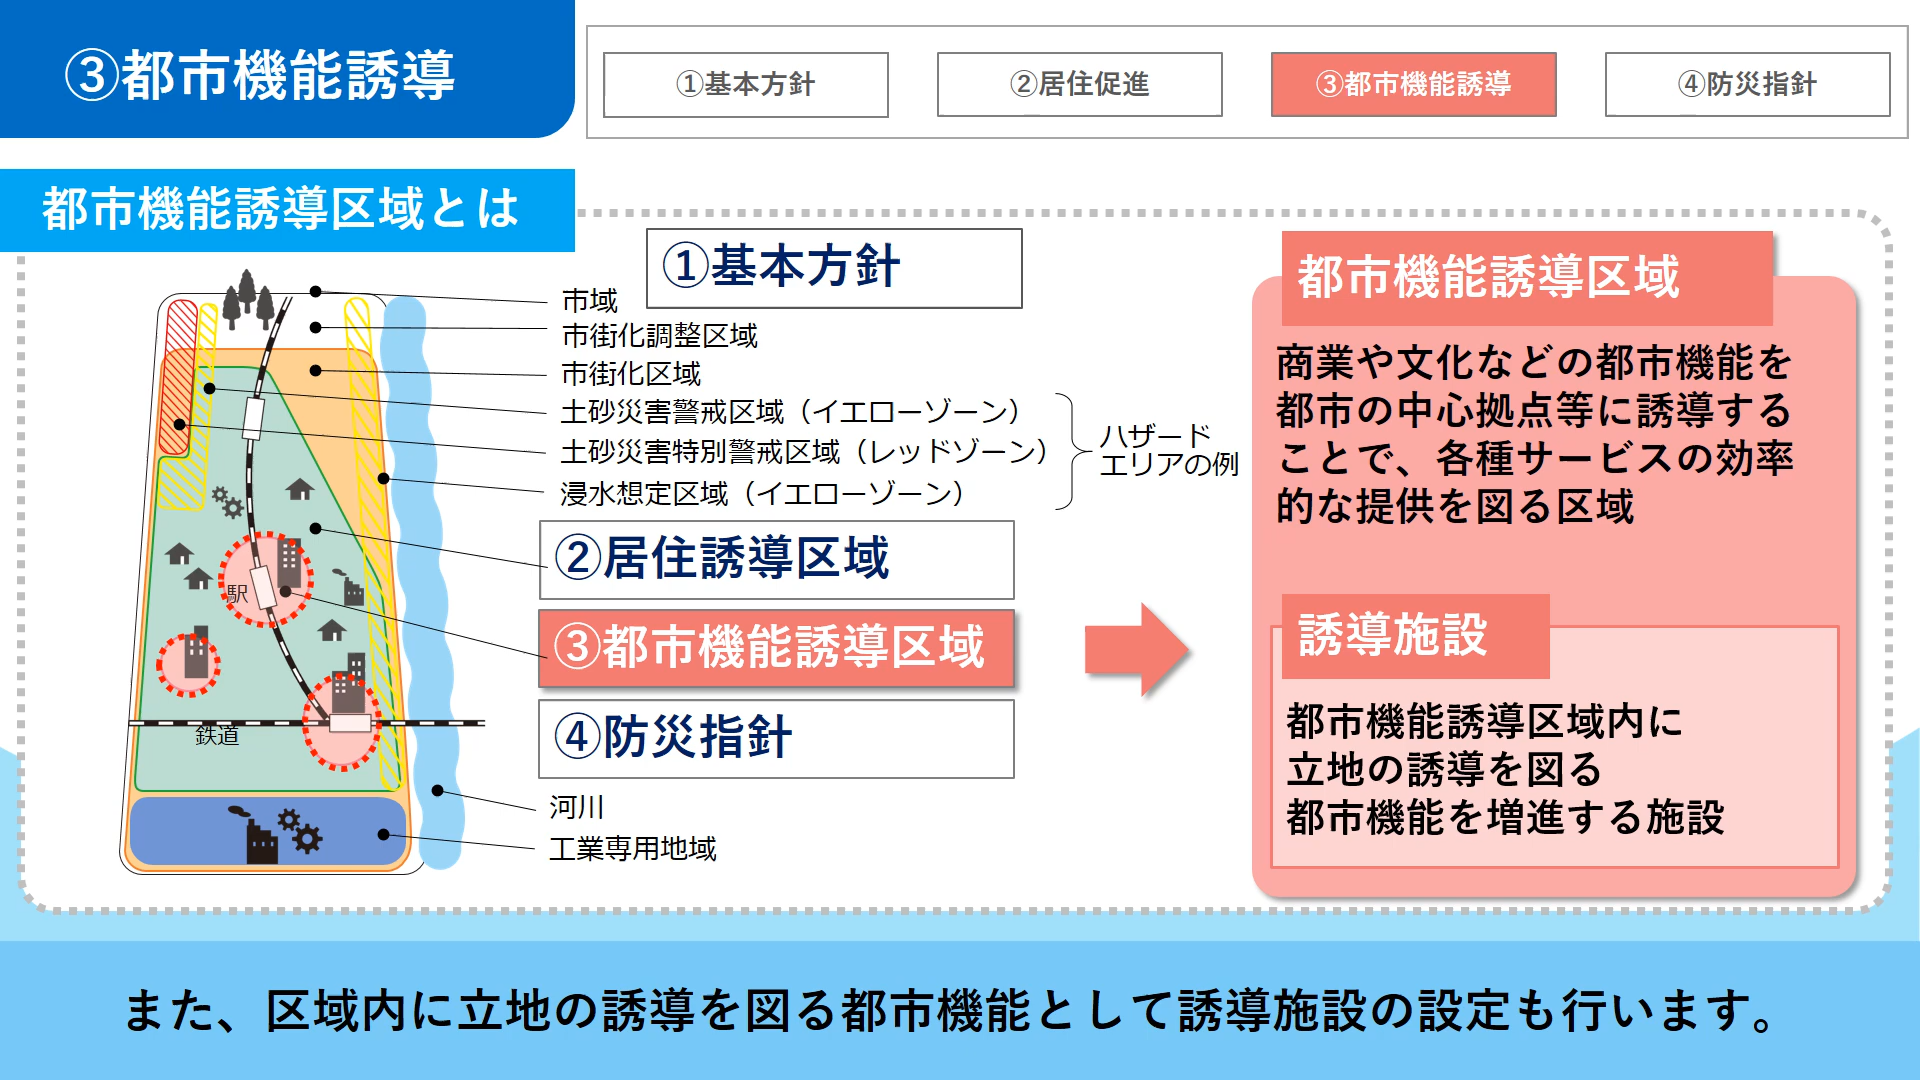 ③都市機能誘導
①基本方針
②居住促進
③都市機能誘導
④防災指針
都市機能誘導区域とは
①基本方針
市域
市街化調整区域
市街化区域
土砂災害警戒区域（イエローゾーン）
土砂災害特別警戒区域（レッドゾーン）
浸水想定区域（イエローゾーン）
ハザード
エリアの例
②居住誘導区域
③都市機能誘導区域
④防災指針
河川
工業専用地域
駅
鉄道
都市機能誘導区域
商業や文化などの都市機能を
都市の中心拠点等に誘導する
ことで、各種サービスの効率
的な提供を図る区域
誘導施設
都市機能誘導区域内に
立地の誘導を図る
都市機能を増進する施設
また、区域内に立地の誘導を図る都市機能として誘導施設の設定も行います。